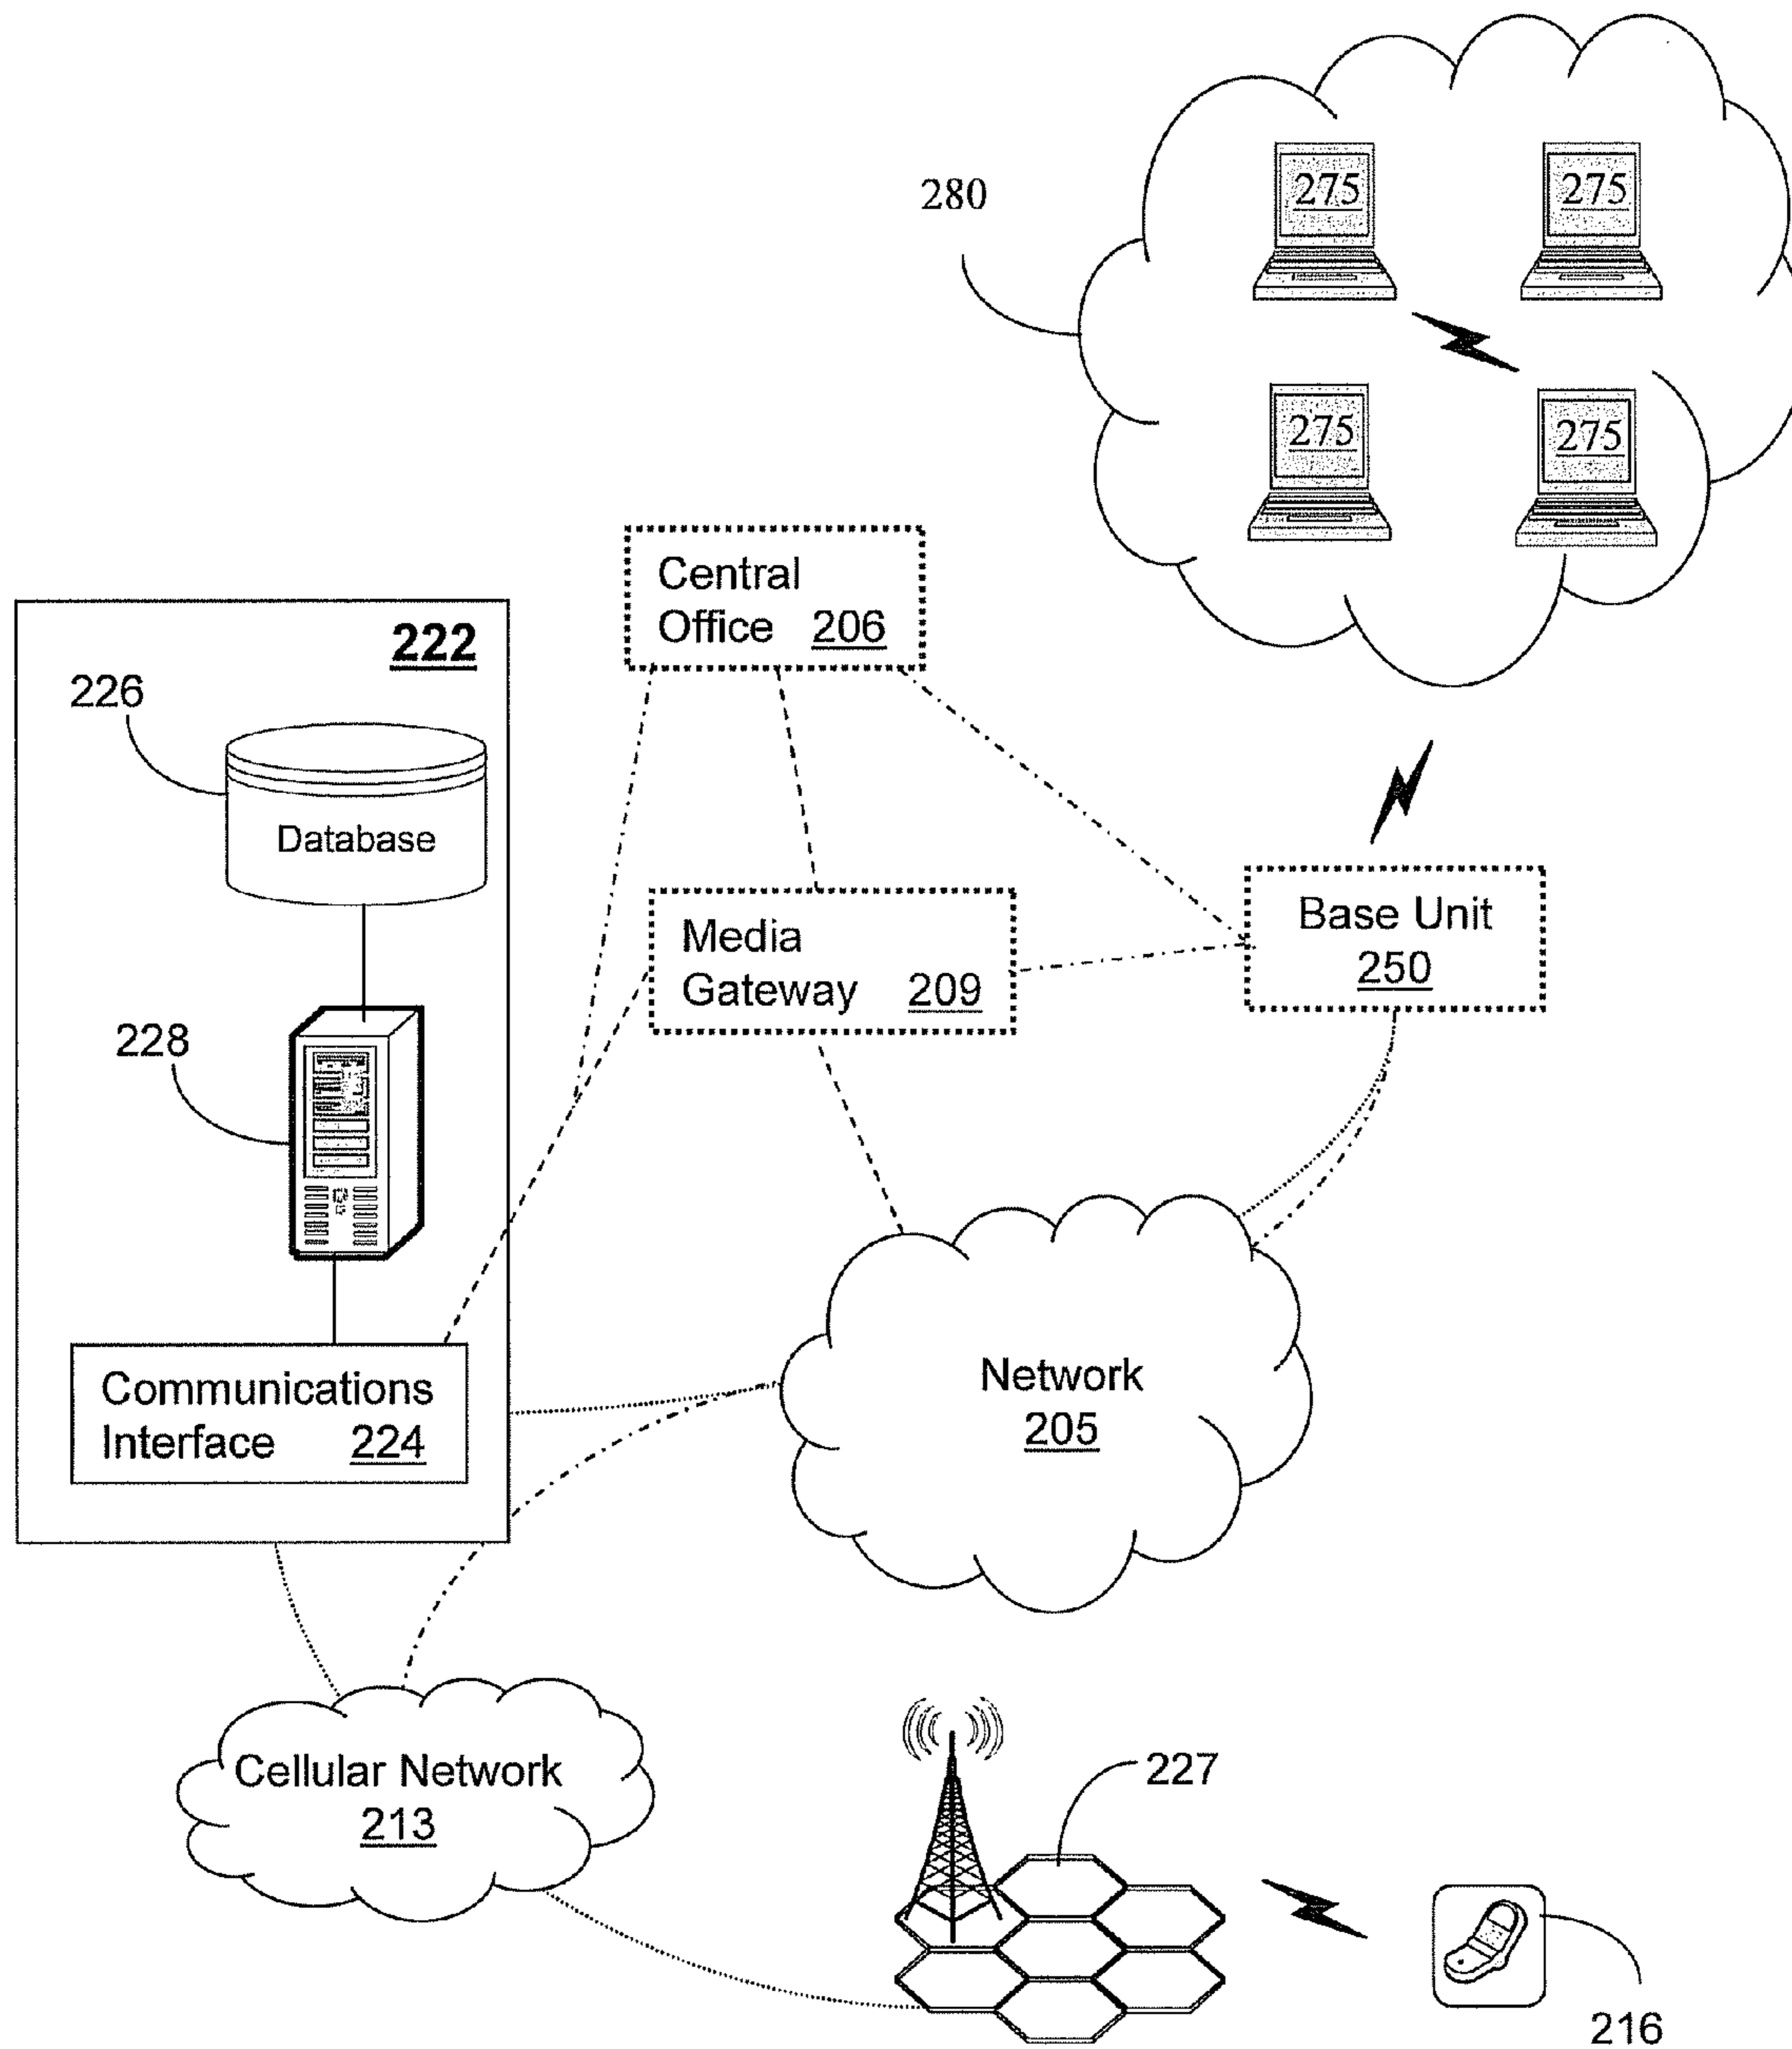 280
275
275
275
275
Central
Office 206
222
226
Database
Media
Gateway 209
Base Unit
250
228
Communications
Interface 224
Network
205
Cellular Network
213
227
216